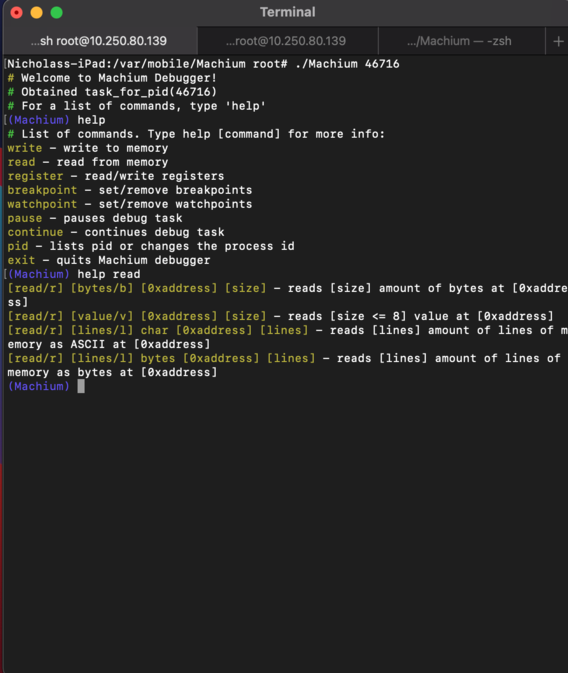 Terminal
...sh root@10.250.80.139
...root@10.250.80.139
.../Machium — -zsh
+
[Nicholass-iPad:/var/mobile/Machium root# ./Machium 46716
# Welcome to Machium Debugger!
# Obtained task_for_pid(46716)
# For a list of commands, type 'help'
[(Machium) help
# List of commands. Type help [command] for more info:
write – write to memory
read – read from memory
register – read/write registers
breakpoint – set/remove breakpoints
watchpoint – set/remove watchpoints
pause – pauses debug task
continue – continues debug task
pid – lists pid or changes the process id
exit – quits Machium debugger
[(Machium) help read
[read/r] [bytes/b] [0xaddress] [size] – reads [size] amount of bytes at [0xaddre
ss]
[read/r] [value/v] [0xaddress] [size] – reads [size <= 8] value at [0xaddress]
[read/r] [lines/l] char [0xaddress] [lines] – reads [lines] amount of lines of m
emory as ASCII at [0xaddress]
[read/r] [lines/l] bytes [0xaddress] [lines] – reads [lines] amount of lines of
memory as bytes at [0xaddress]
(Machium)